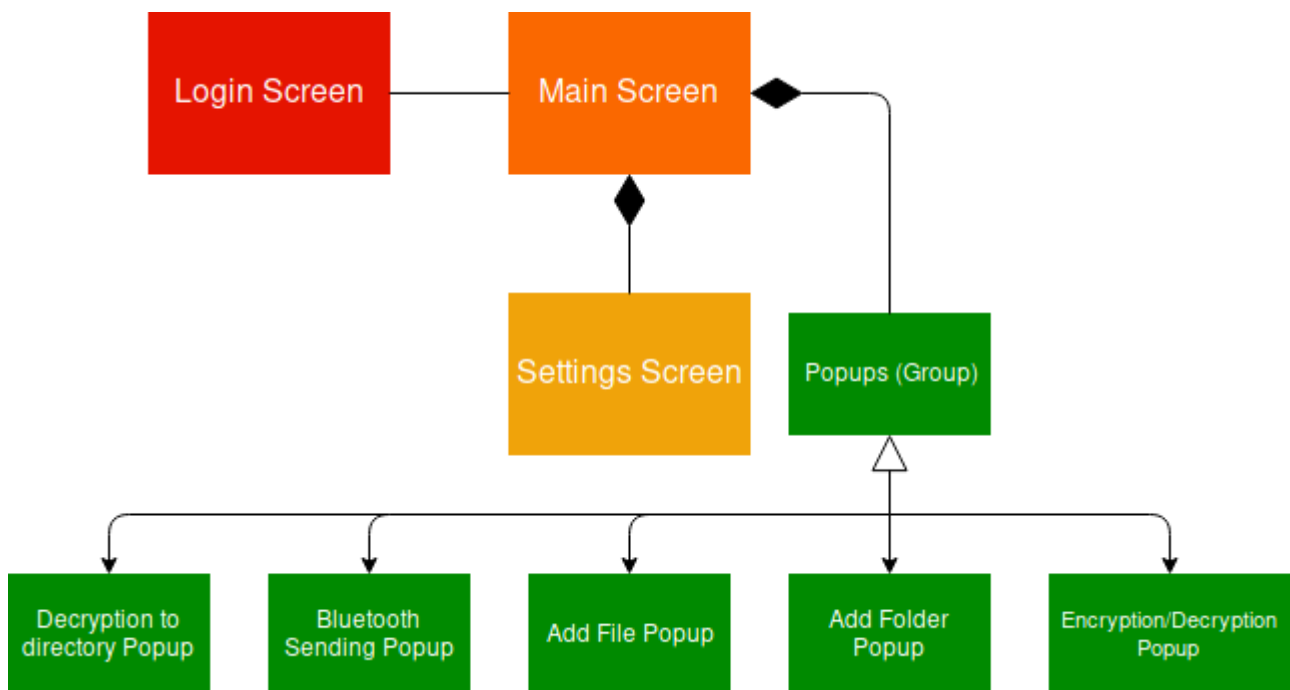 Login Screen
Main Screen
Settings Screen
Popups (Group)
Decryption to
directory Popup
Bluetooth
Sending Popup
Add File Popup
Add Folder
Popup
Encryption/Decryption
Popup